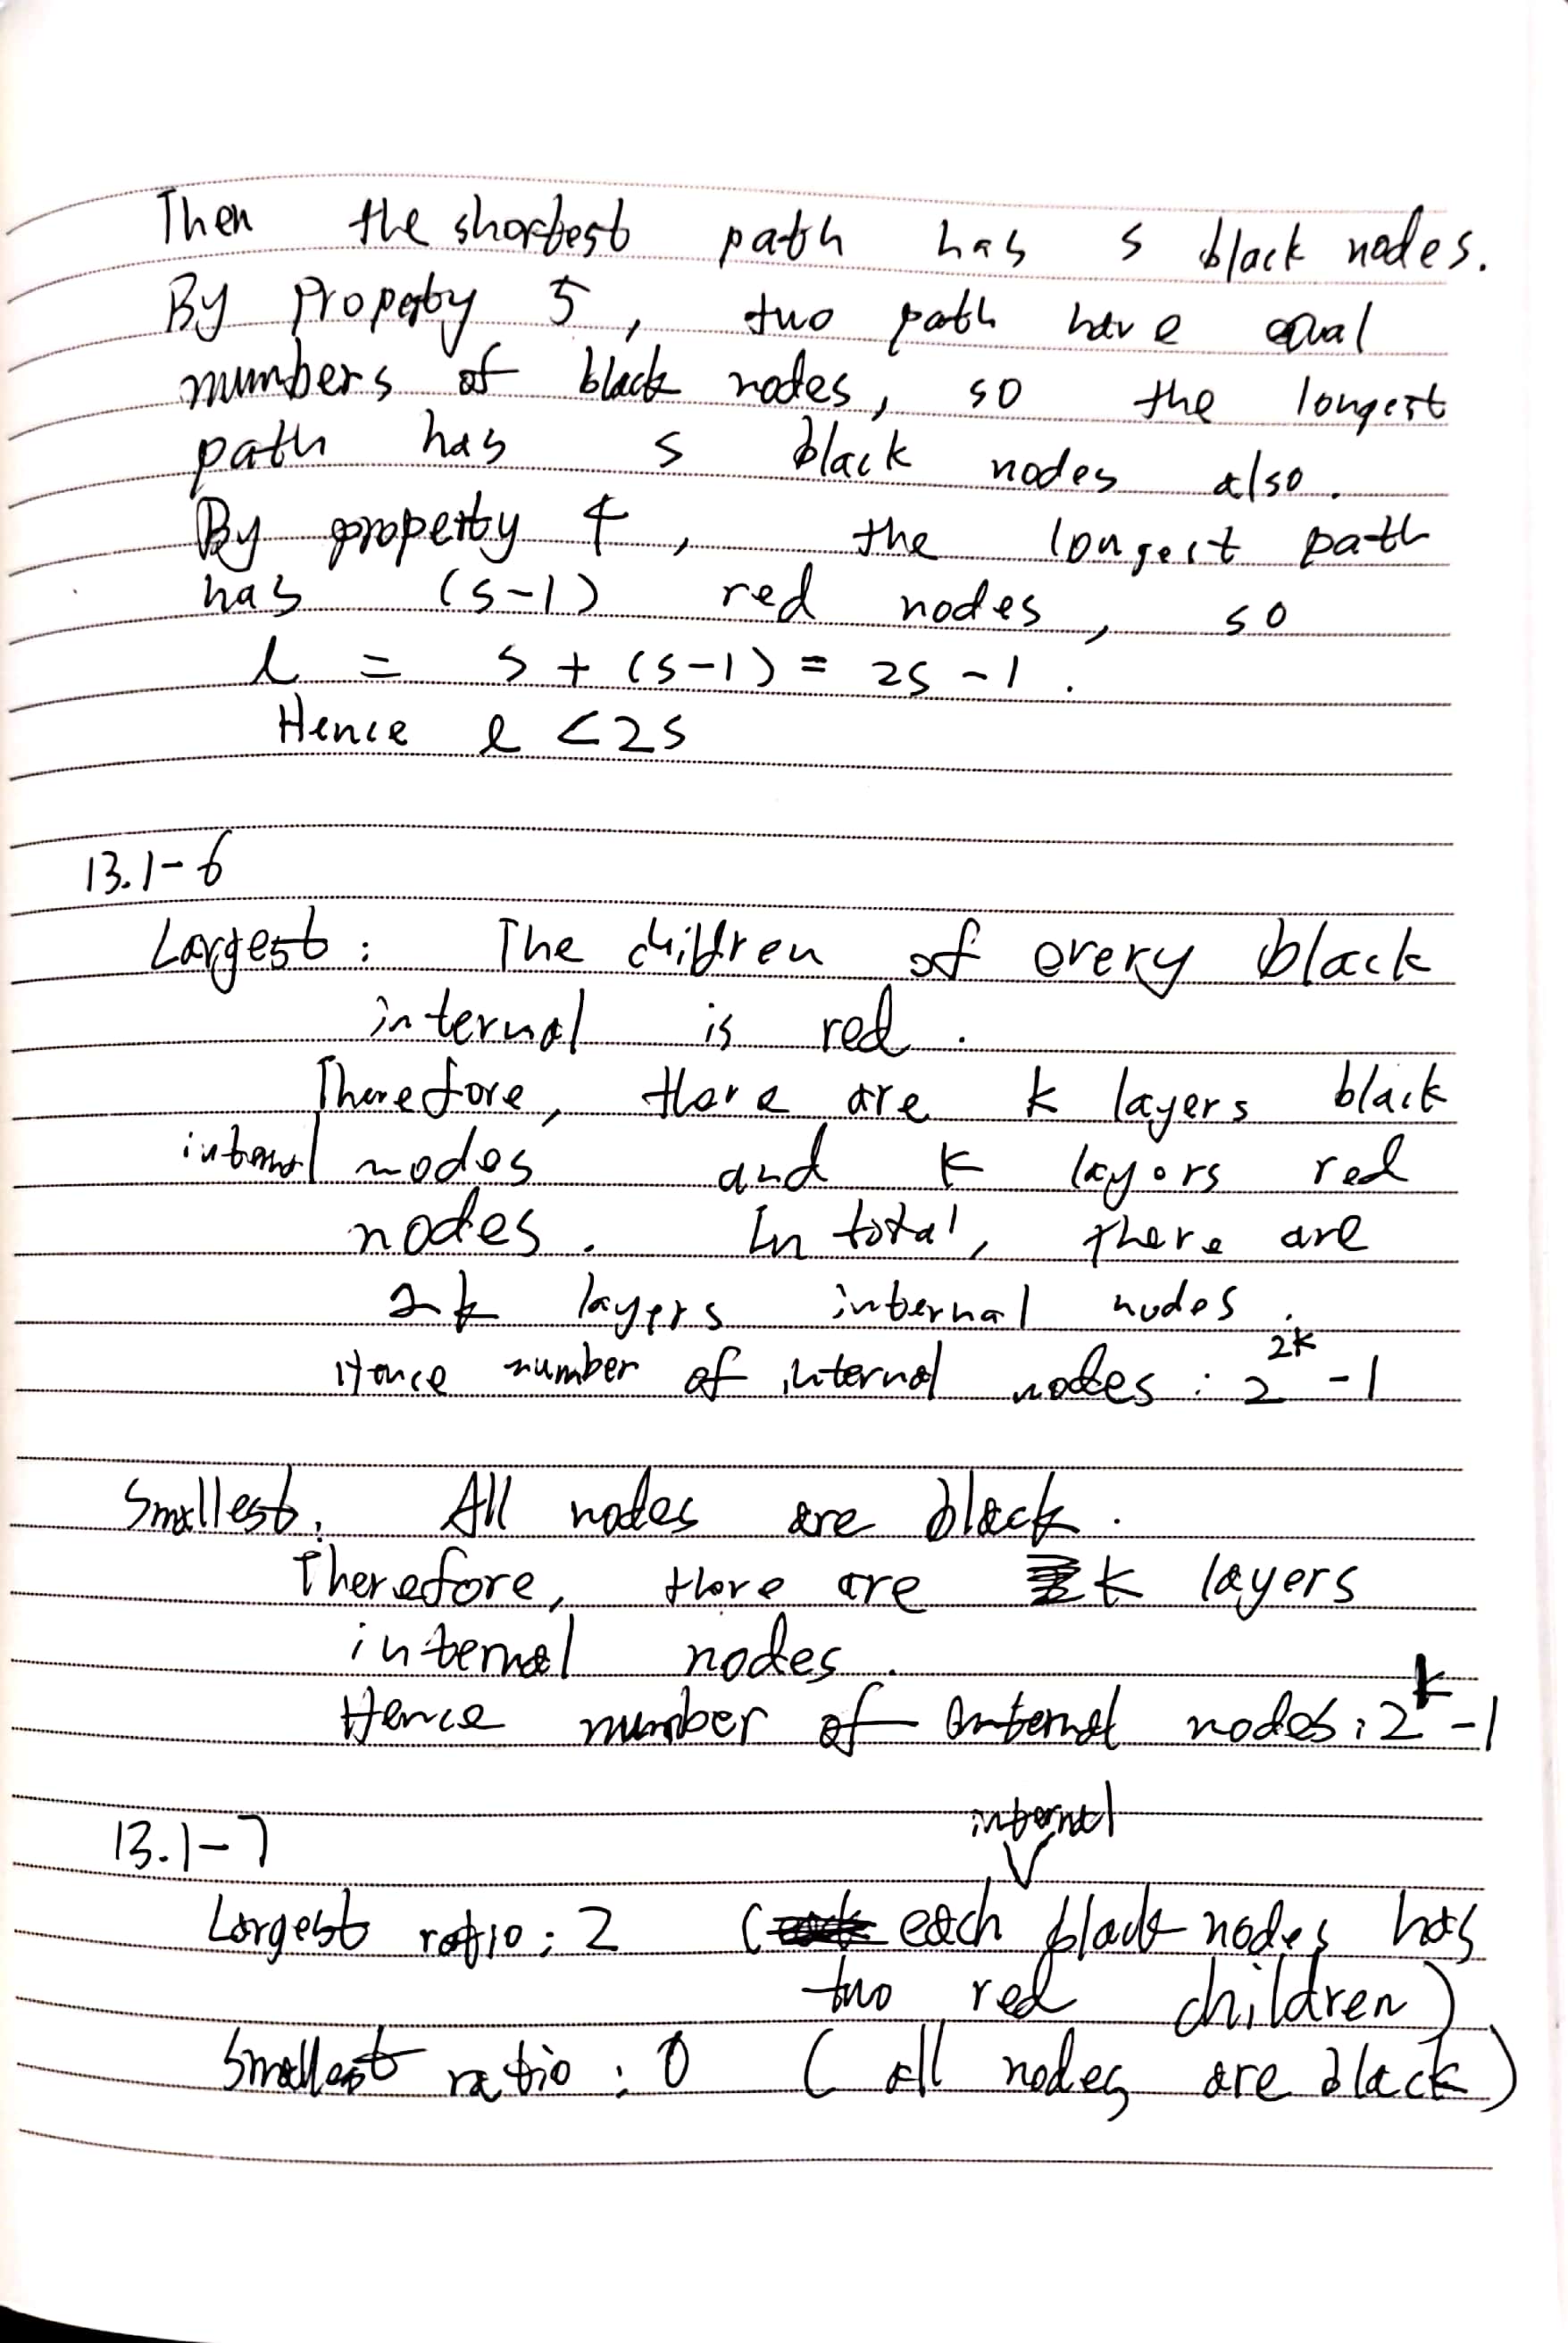 Then the shortest path has s black nodes.
By Property 5, two path have equal
numbers of black nodes, so the longest
path has s black nodes also.
By property 4, the longest path
has (s-1) red nodes, so
l = s + (s-1) = 2s - 1.
Hence l < 2s
13.1-6
Largest: The children of every black
internal is red.
Therefore, there are k layers black
internal nodes and k layers red
nodes. In total, there are
2k layers internal nodes.
Hence number of internal nodes: 2^{2k} - 1
Smallest: All nodes are black.
Therefore, there are k layers
internal nodes.
Hence number of internal nodes: 2^k - 1
13.1-7
internal
Largest ratio: 2 (each black nodes has
two red children)
Smallest ratio: 0 (all nodes are black)